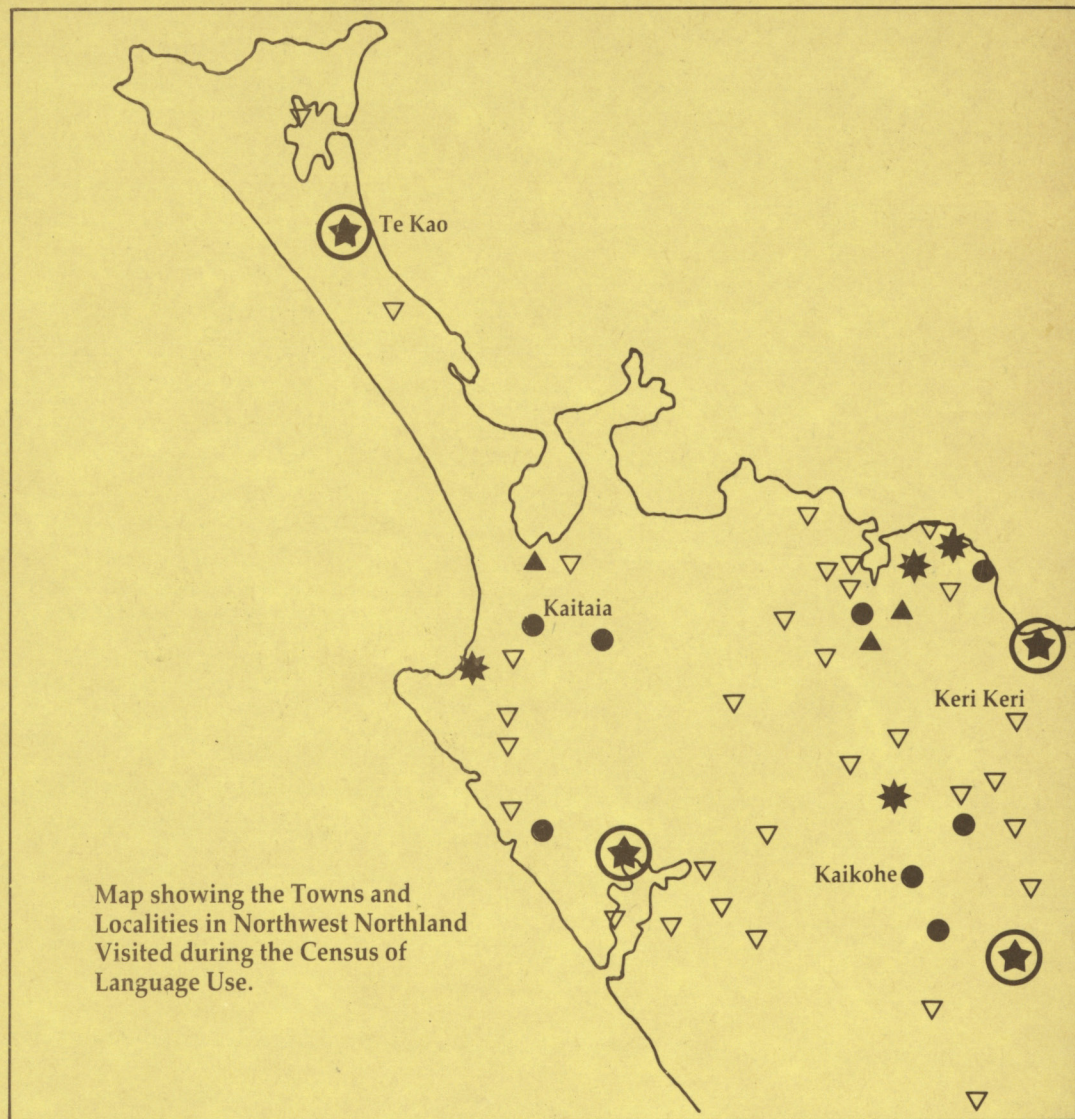 Te Kao
Kaitaia
Keri Keri
Kaikohe
Map showing the Towns and
Localities in Northwest Northland
Visited during the Census of
Language Use.